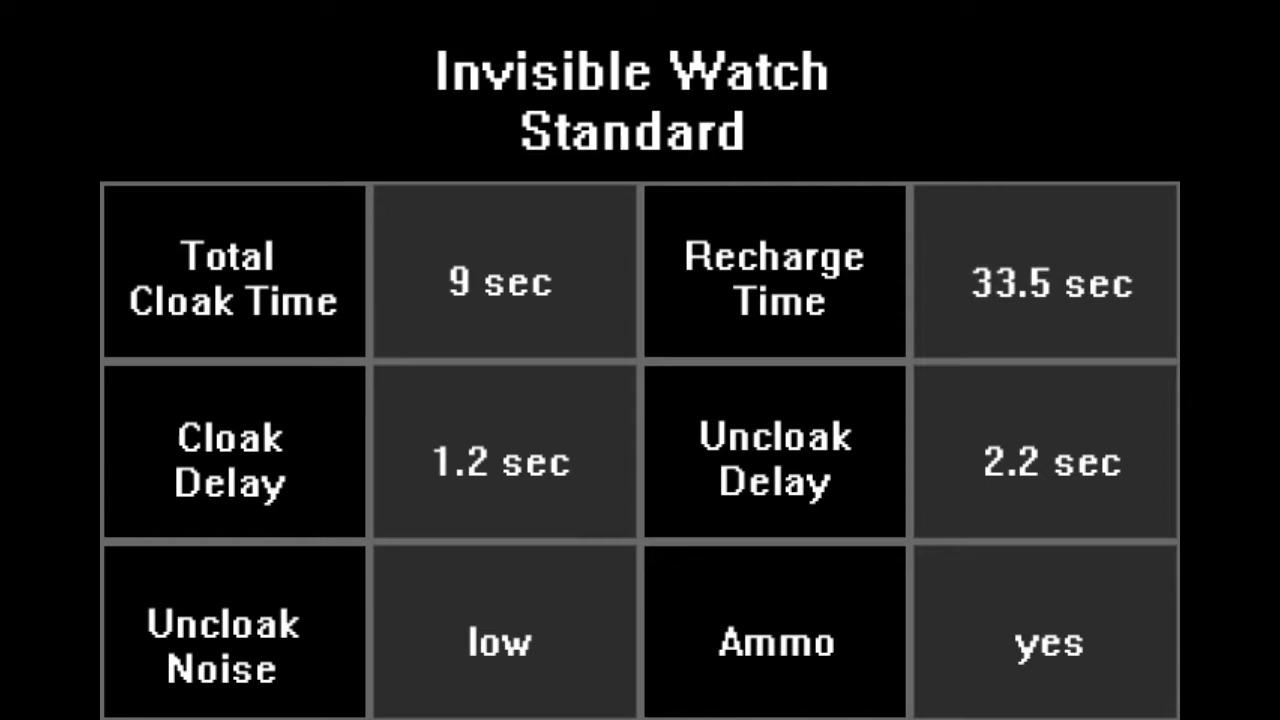 Invisible Watch
Standard
Total
Cloak Time
9 sec
Recharge
Time
33.5 sec
Cloak
Delay
1.2 sec
Uncloak
Delay
2.2 sec
Uncloak
Noise
low
Ammo
yes